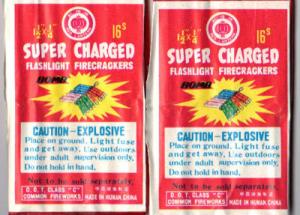 1½"x¼" 16s
SUPER CHARGED
FLASHLIGHT FIRECRACKERS
BOMB
CAUTION-EXPLOSIVE
Place on ground. Light fuse
and get away. Use outdoors
under adult supervision only,
Do not hold in hand.
Not to be sold separately.
D.O.T. CLASS "C"
COMMON FIREWORKS
MADE IN HUNAN, CHINA
16s
SUPER CHARGED
FLASHLIGHT FIRECRACKERS
BOMB
CAUTION-EXPLOSIVE
Place on ground. Light fuse
and get away. Use outdoors
under adult supervision only,
Do not hold in hand.
Not to be sold separately.
D.O.T. CLASS "C"
COMMON FIREWORKS
MADE IN HUNAN, CHINA